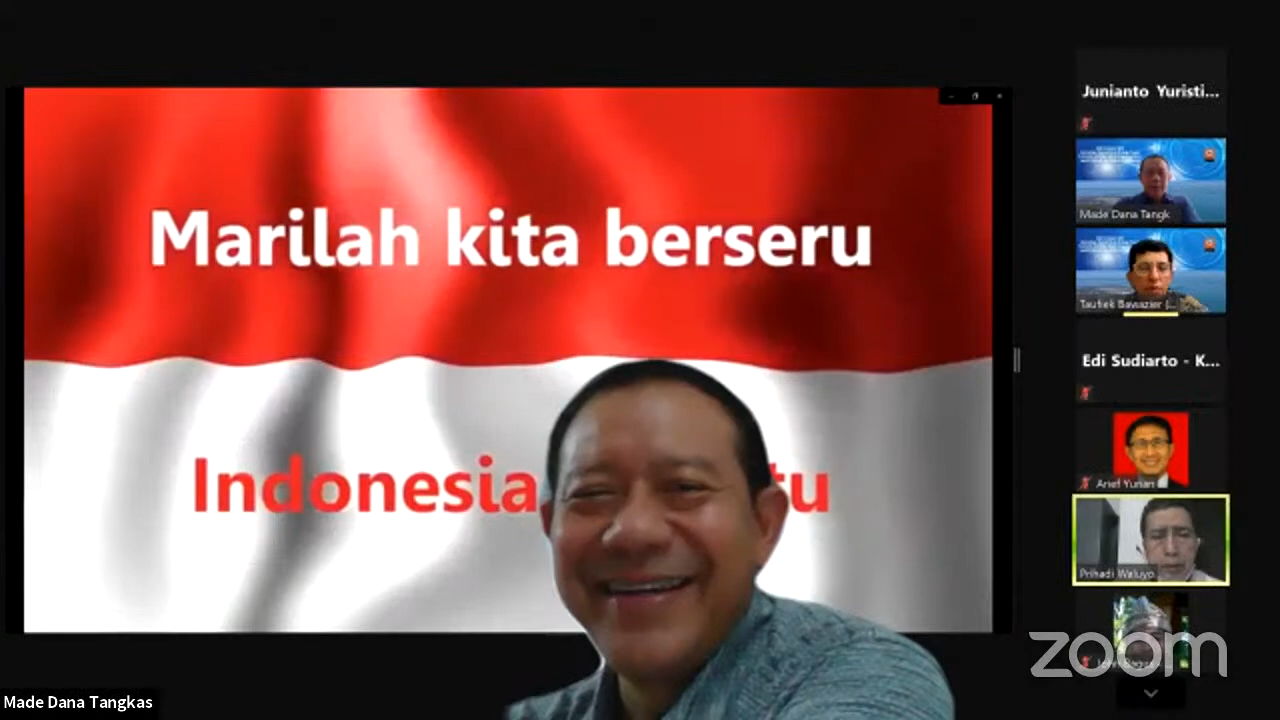 Marilah kita berseru
Indonesia
tu
Made Dana Tangkas
Junianto Yuristi...
Made Dana Tangk
Taufiek Bawazier (...
Edi Sudiarto - K...
Arief Yunan
Prihadi Waluyo
zoom